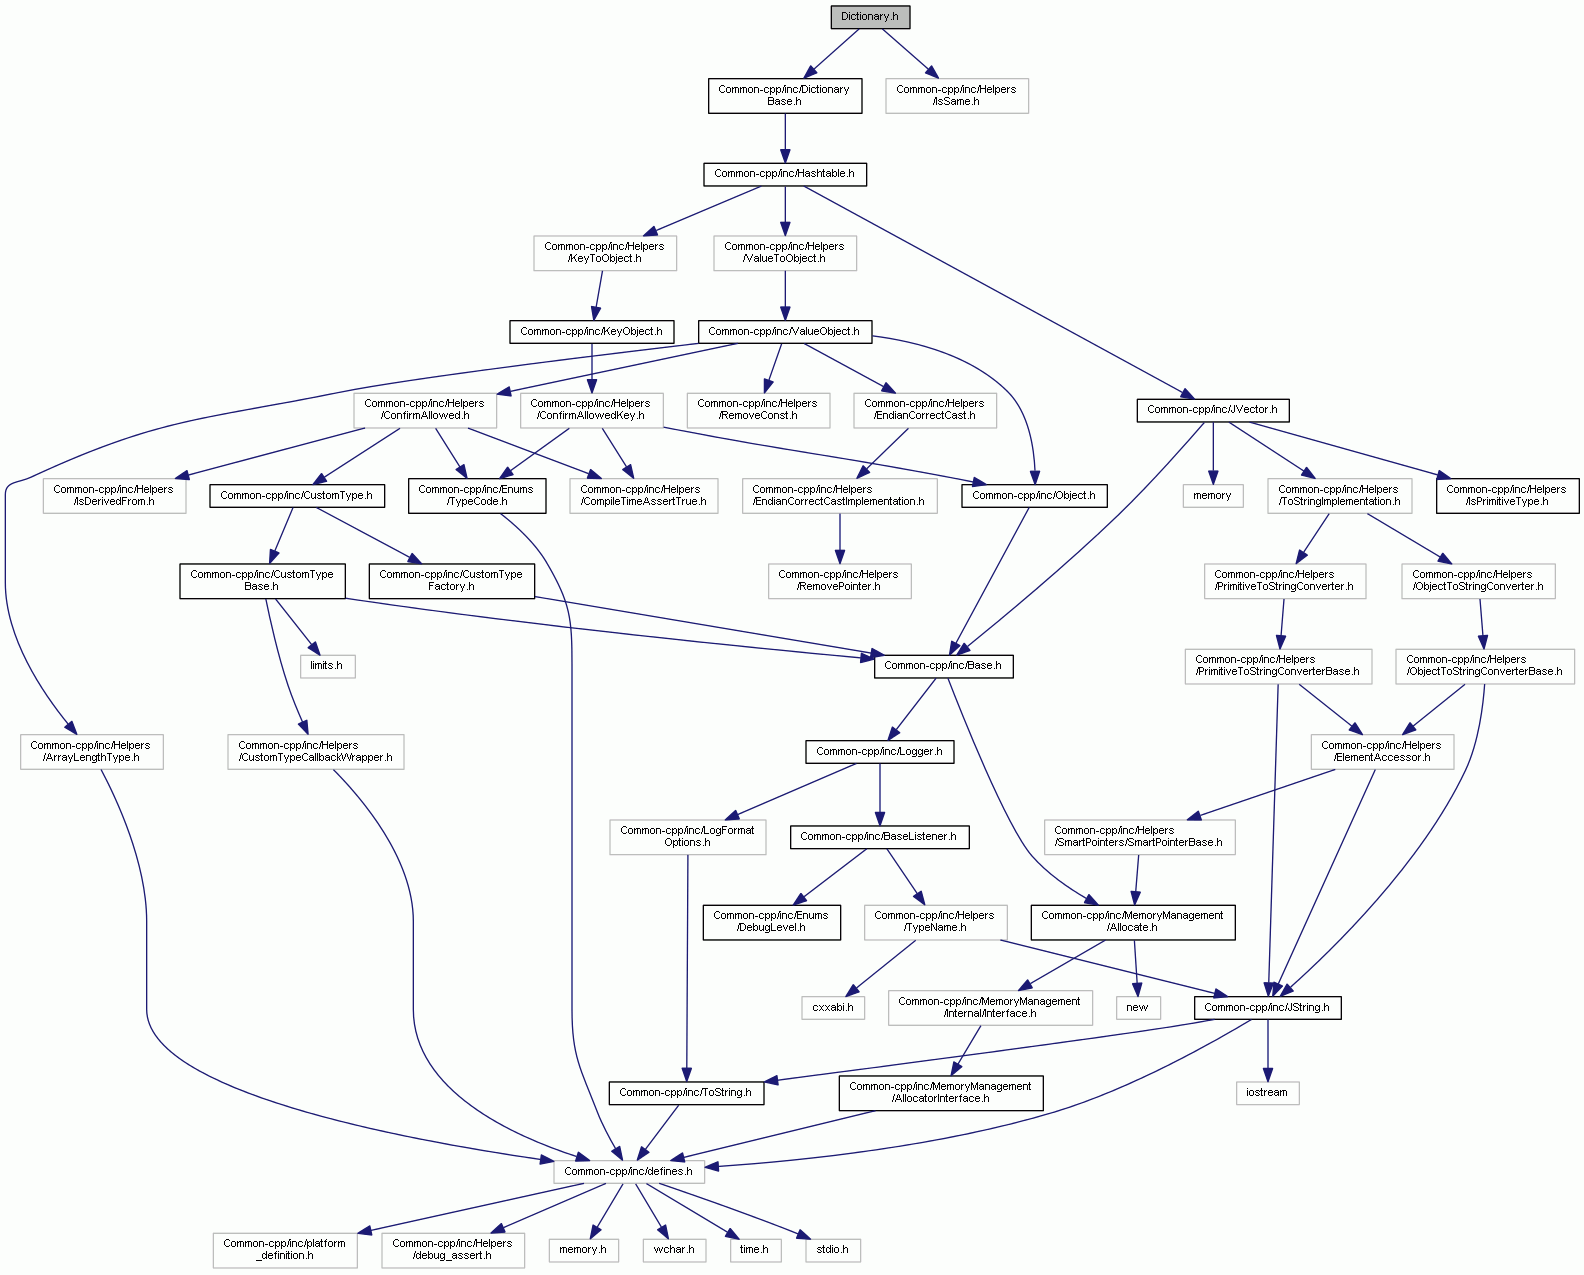 Dictionary.h
Common-cpp/inc/Dictionary
Base.h
Common-cpp/inc/Helpers
/IsSame.h
Common-cpp/inc/Hashtable.h
Common-cpp/inc/Helpers
/KeyToObject.h
Common-cpp/inc/Helpers
/ValueToObject.h
Common-cpp/inc/KeyObject.h
Common-cpp/inc/ValueObject.h
Common-cpp/inc/Helpers
/ConfirmAllowed.h
Common-cpp/inc/Helpers
/ConfirmAllowedKey.h
Common-cpp/inc/Helpers
/RemoveConst.h
Common-cpp/inc/Helpers
/EndianCorrectCast.h
Common-cpp/inc/JVector.h
Common-cpp/inc/Helpers
/IsDerivedFrom.h
Common-cpp/inc/CustomType.h
Common-cpp/inc/Enums
/TypeCode.h
Common-cpp/inc/Helpers
/CompileTimeAssertTrue.h
Common-cpp/inc/Helpers
/EndianCorrectCastImplementation.h
Common-cpp/inc/Object.h
memory
Common-cpp/inc/Helpers
/ToStringImplementation.h
Common-cpp/inc/Helpers
/IsPrimitiveType.h
Common-cpp/inc/CustomType
Base.h
Common-cpp/inc/CustomType
Factory.h
Common-cpp/inc/Helpers
/RemovePointer.h
Common-cpp/inc/Helpers
/PrimitiveToStringConverter.h
Common-cpp/inc/Helpers
/ObjectToStringConverter.h
limits.h
Common-cpp/inc/Base.h
Common-cpp/inc/Helpers
/PrimitiveToStringConverterBase.h
Common-cpp/inc/Helpers
/ObjectToStringConverterBase.h
Common-cpp/inc/Helpers
/ArrayLengthType.h
Common-cpp/inc/Helpers
/CustomTypeCallbackWrapper.h
Common-cpp/inc/Logger.h
Common-cpp/inc/Helpers
/ElementAccessor.h
Common-cpp/inc/LogFormat
Options.h
Common-cpp/inc/BaseListener.h
Common-cpp/inc/Helpers
/SmartPointers/SmartPointerBase.h
Common-cpp/inc/Enums
/DebugLevel.h
Common-cpp/inc/Helpers
/TypeName.h
Common-cpp/inc/MemoryManagement
/Allocate.h
cxxabi.h
Common-cpp/inc/MemoryManagement
/Internal/Interface.h
new
Common-cpp/inc/JString.h
Common-cpp/inc/ToString.h
Common-cpp/inc/MemoryManagement
/AllocatorInterface.h
iostream
Common-cpp/inc/defines.h
Common-cpp/inc/platform
_definition.h
Common-cpp/inc/Helpers
/debug_assert.h
memory.h
wchar.h
time.h
stdio.h